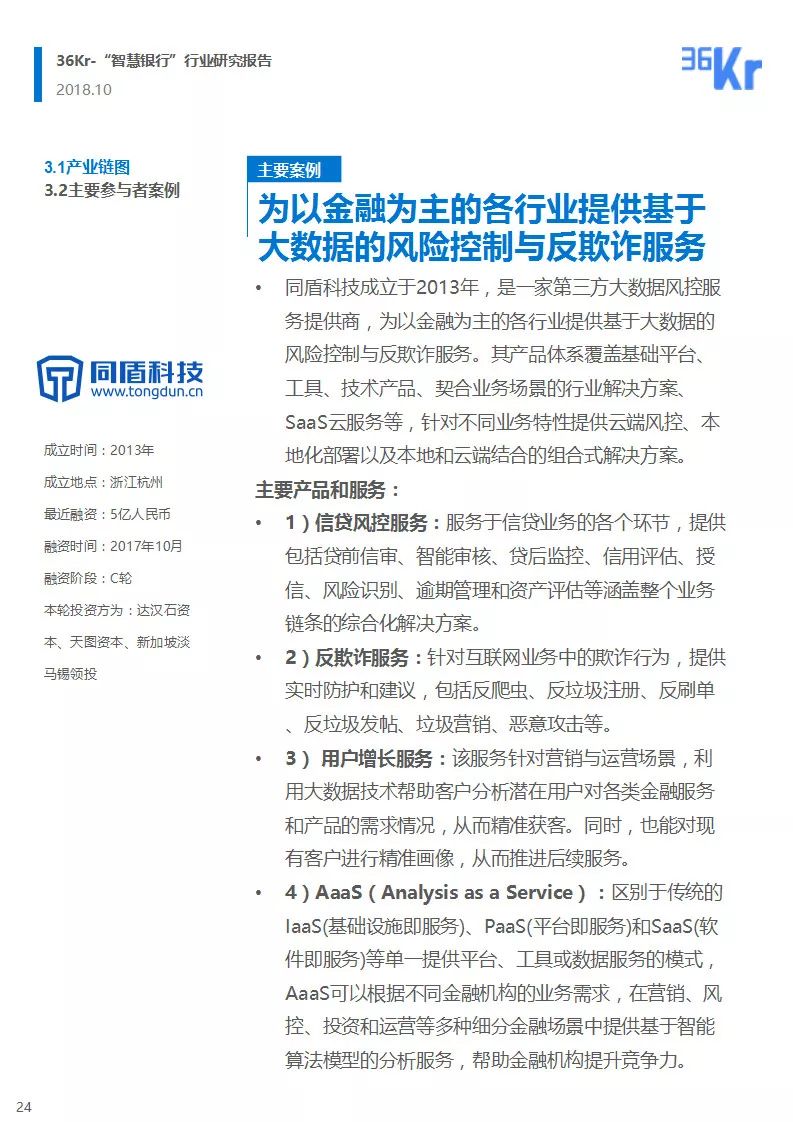 36Kr-“智慧银行”行业研究报告
2018.10
36Kr
3.1产业链图
3.2主要参与者案例
同盾科技
www.tongdun.cn
成立时间：2013年
成立地点：浙江杭州
最近融资：5亿人民币
融资时间：2017年10月
融资阶段：C轮
本轮投资方为：达汉石资
本、天图资本、新加坡淡
马锡领投
主要案例
为以金融为主的各行业提供基于
大数据的风险控制与反欺诈服务
• 同盾科技成立于2013年，是一家第三方大数据风控服
务提供商，为以金融为主的各行业提供基于大数据的
风险控制与反欺诈服务。其产品体系覆盖基础平台、
工具、技术产品、契合业务场景的行业解决方案、
SaaS云服务等，针对不同业务特性提供云端风控、本
地化部署以及本地和云端结合的组合式解决方案。
主要产品和服务：
• 1）信贷风控服务：服务于信贷业务的各个环节，提供
包括贷前信审、智能审核、贷后监控、信用评估、授
信、风险识别、逾期管理和资产评估等涵盖整个业务
链条的综合化解决方案。
• 2）反欺诈服务：针对互联网业务中的欺诈行为，提供
实时防护和建议，包括反爬虫、反垃圾注册、反刷单
、反垃圾发帖、垃圾营销、恶意攻击等。
• 3） 用户增长服务：该服务针对营销与运营场景，利
用大数据技术帮助客户分析潜在用户对各类金融服务
和产品的需求情况，从而精准获客。同时，也能对现
有客户进行精准画像，从而推进后续服务。
• 4）AaaS（Analysis as a Service）：区别于传统的
IaaS(基础设施即服务)、PaaS(平台即服务)和SaaS(软
件即服务)等单一提供平台、工具或数据服务的模式，
AaaS可以根据不同金融机构的业务需求，在营销、风
控、投资和运营等多种细分金融场景中提供基于智能
算法模型的分析服务，帮助金融机构提升竞争力。
24